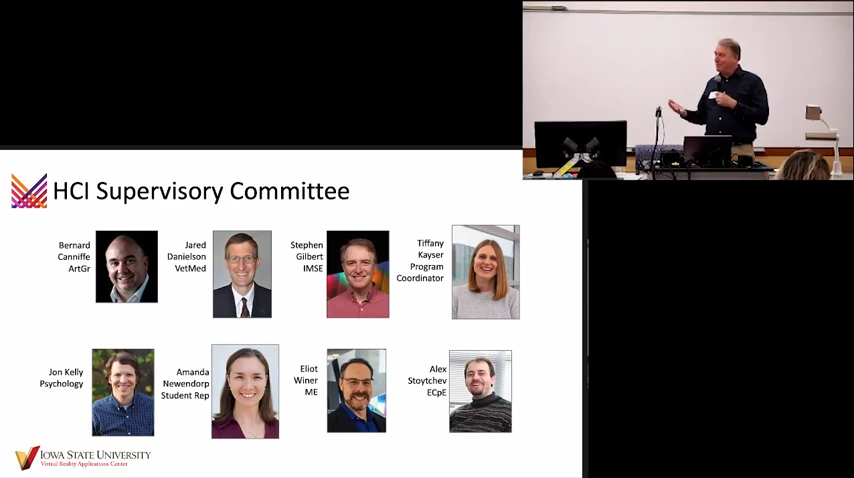 HCI Supervisory Committee
Bernard
Canniffe
ArtGr
Jared
Danielson
VetMed
Stephen
Gilbert
IMSE
Tiffany
Kayser
Program
Coordinator
Jon Kelly
Psychology
Amanda
Newendorp
Student Rep
Eliot
Winer
ME
Alex
Stoytchev
ECpE
IOWA STATE UNIVERSITY
Virtual Reality Applications Center